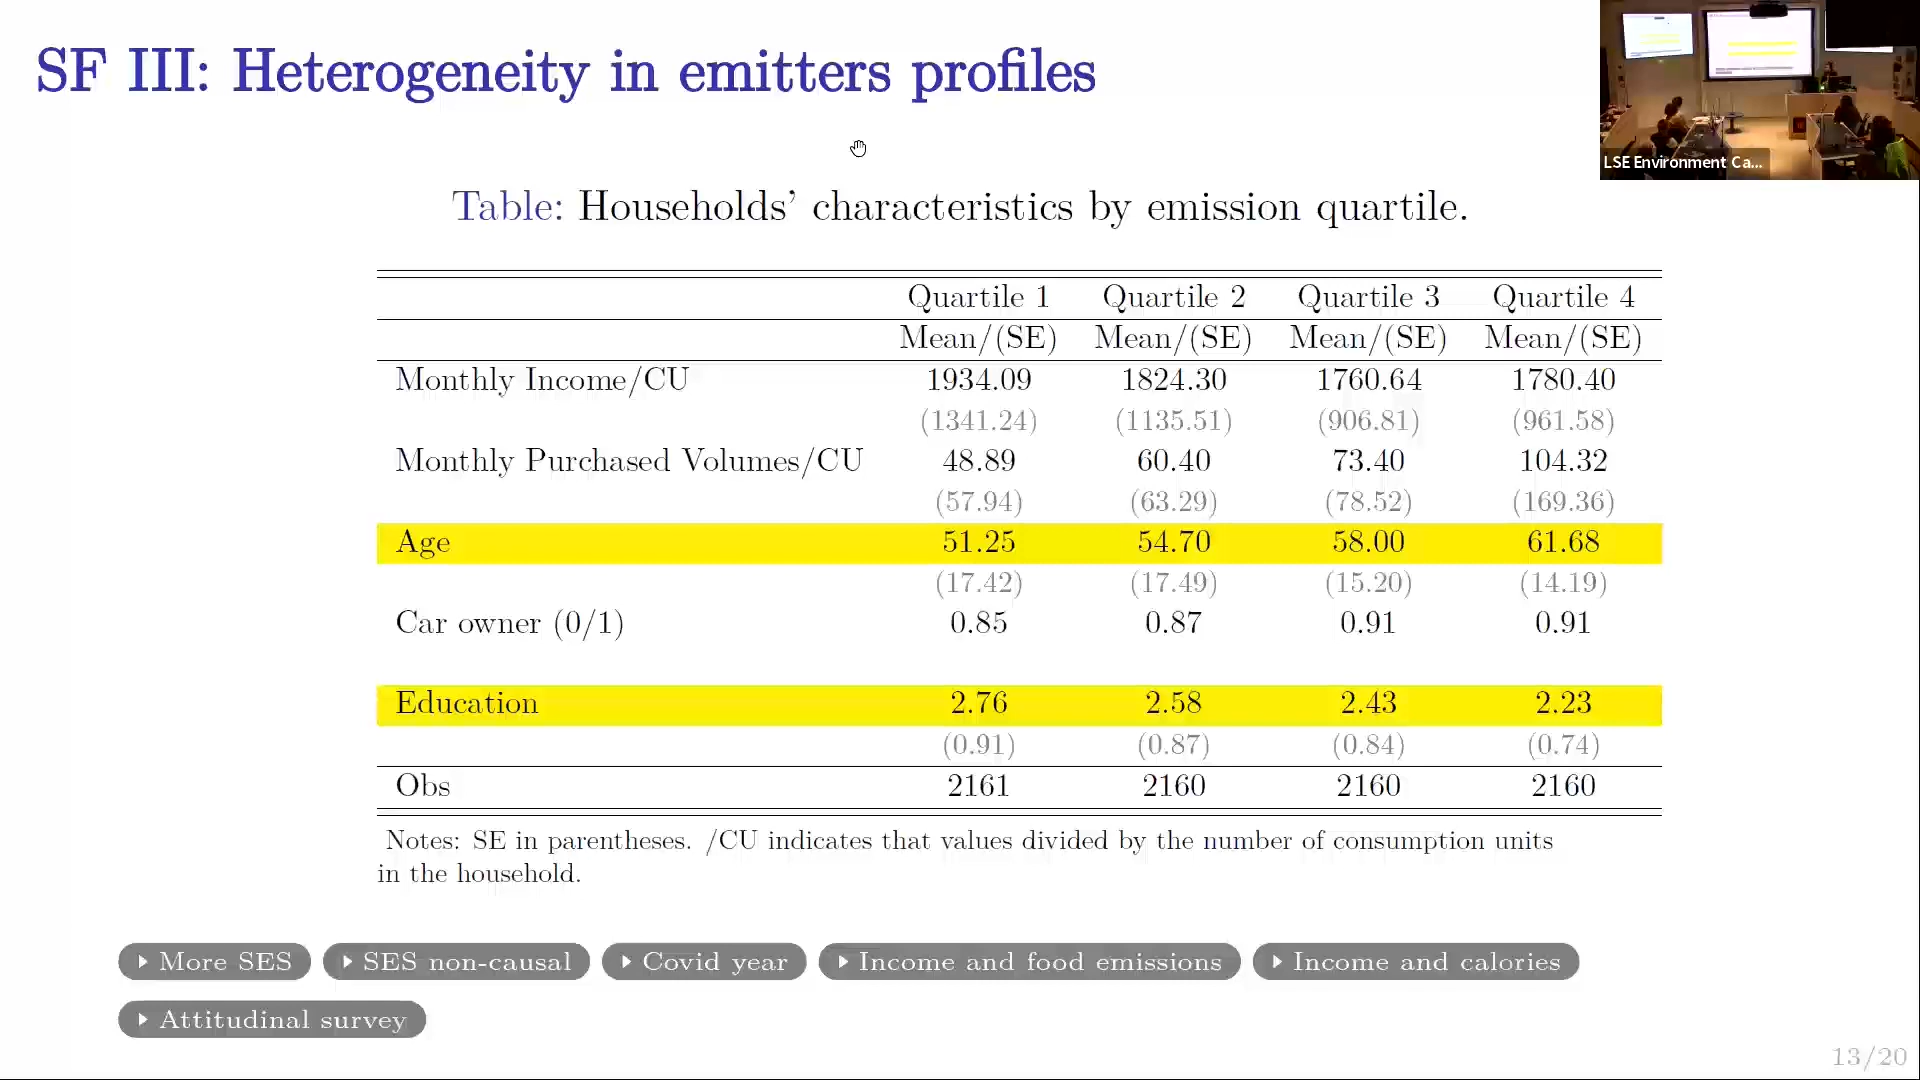 SF III: Heterogeneity in emitters profiles
LSE Environment Ca...
Table: Households' characteristics by emission quartile.
Quartile 1 Quartile 2 Quartile 3 Quartile 4
Mean/(SE) Mean/(SE) Mean/(SE) Mean/(SE)
Monthly Income/CU 1934.09 1824.30 1760.64 1780.40
(1341.24) (1135.51) (906.81) (961.58)
Monthly Purchased Volumes/CU 48.89 60.40 73.40 104.32
(57.94) (63.29) (78.52) (169.36)
Age 51.25 54.70 58.00 61.68
(17.42) (17.49) (15.20) (14.19)
Car owner (0/1) 0.85 0.87 0.91 0.91
Education 2.76 2.58 2.43 2.23
(0.91) (0.87) (0.84) (0.74)
Obs 2161 2160 2160 2160
Notes: SE in parentheses. /CU indicates that values divided by the number of consumption units
in the household.
More SES SES non-causal Covid year Income and food emissions Income and calories
Attitudinal survey
13/20